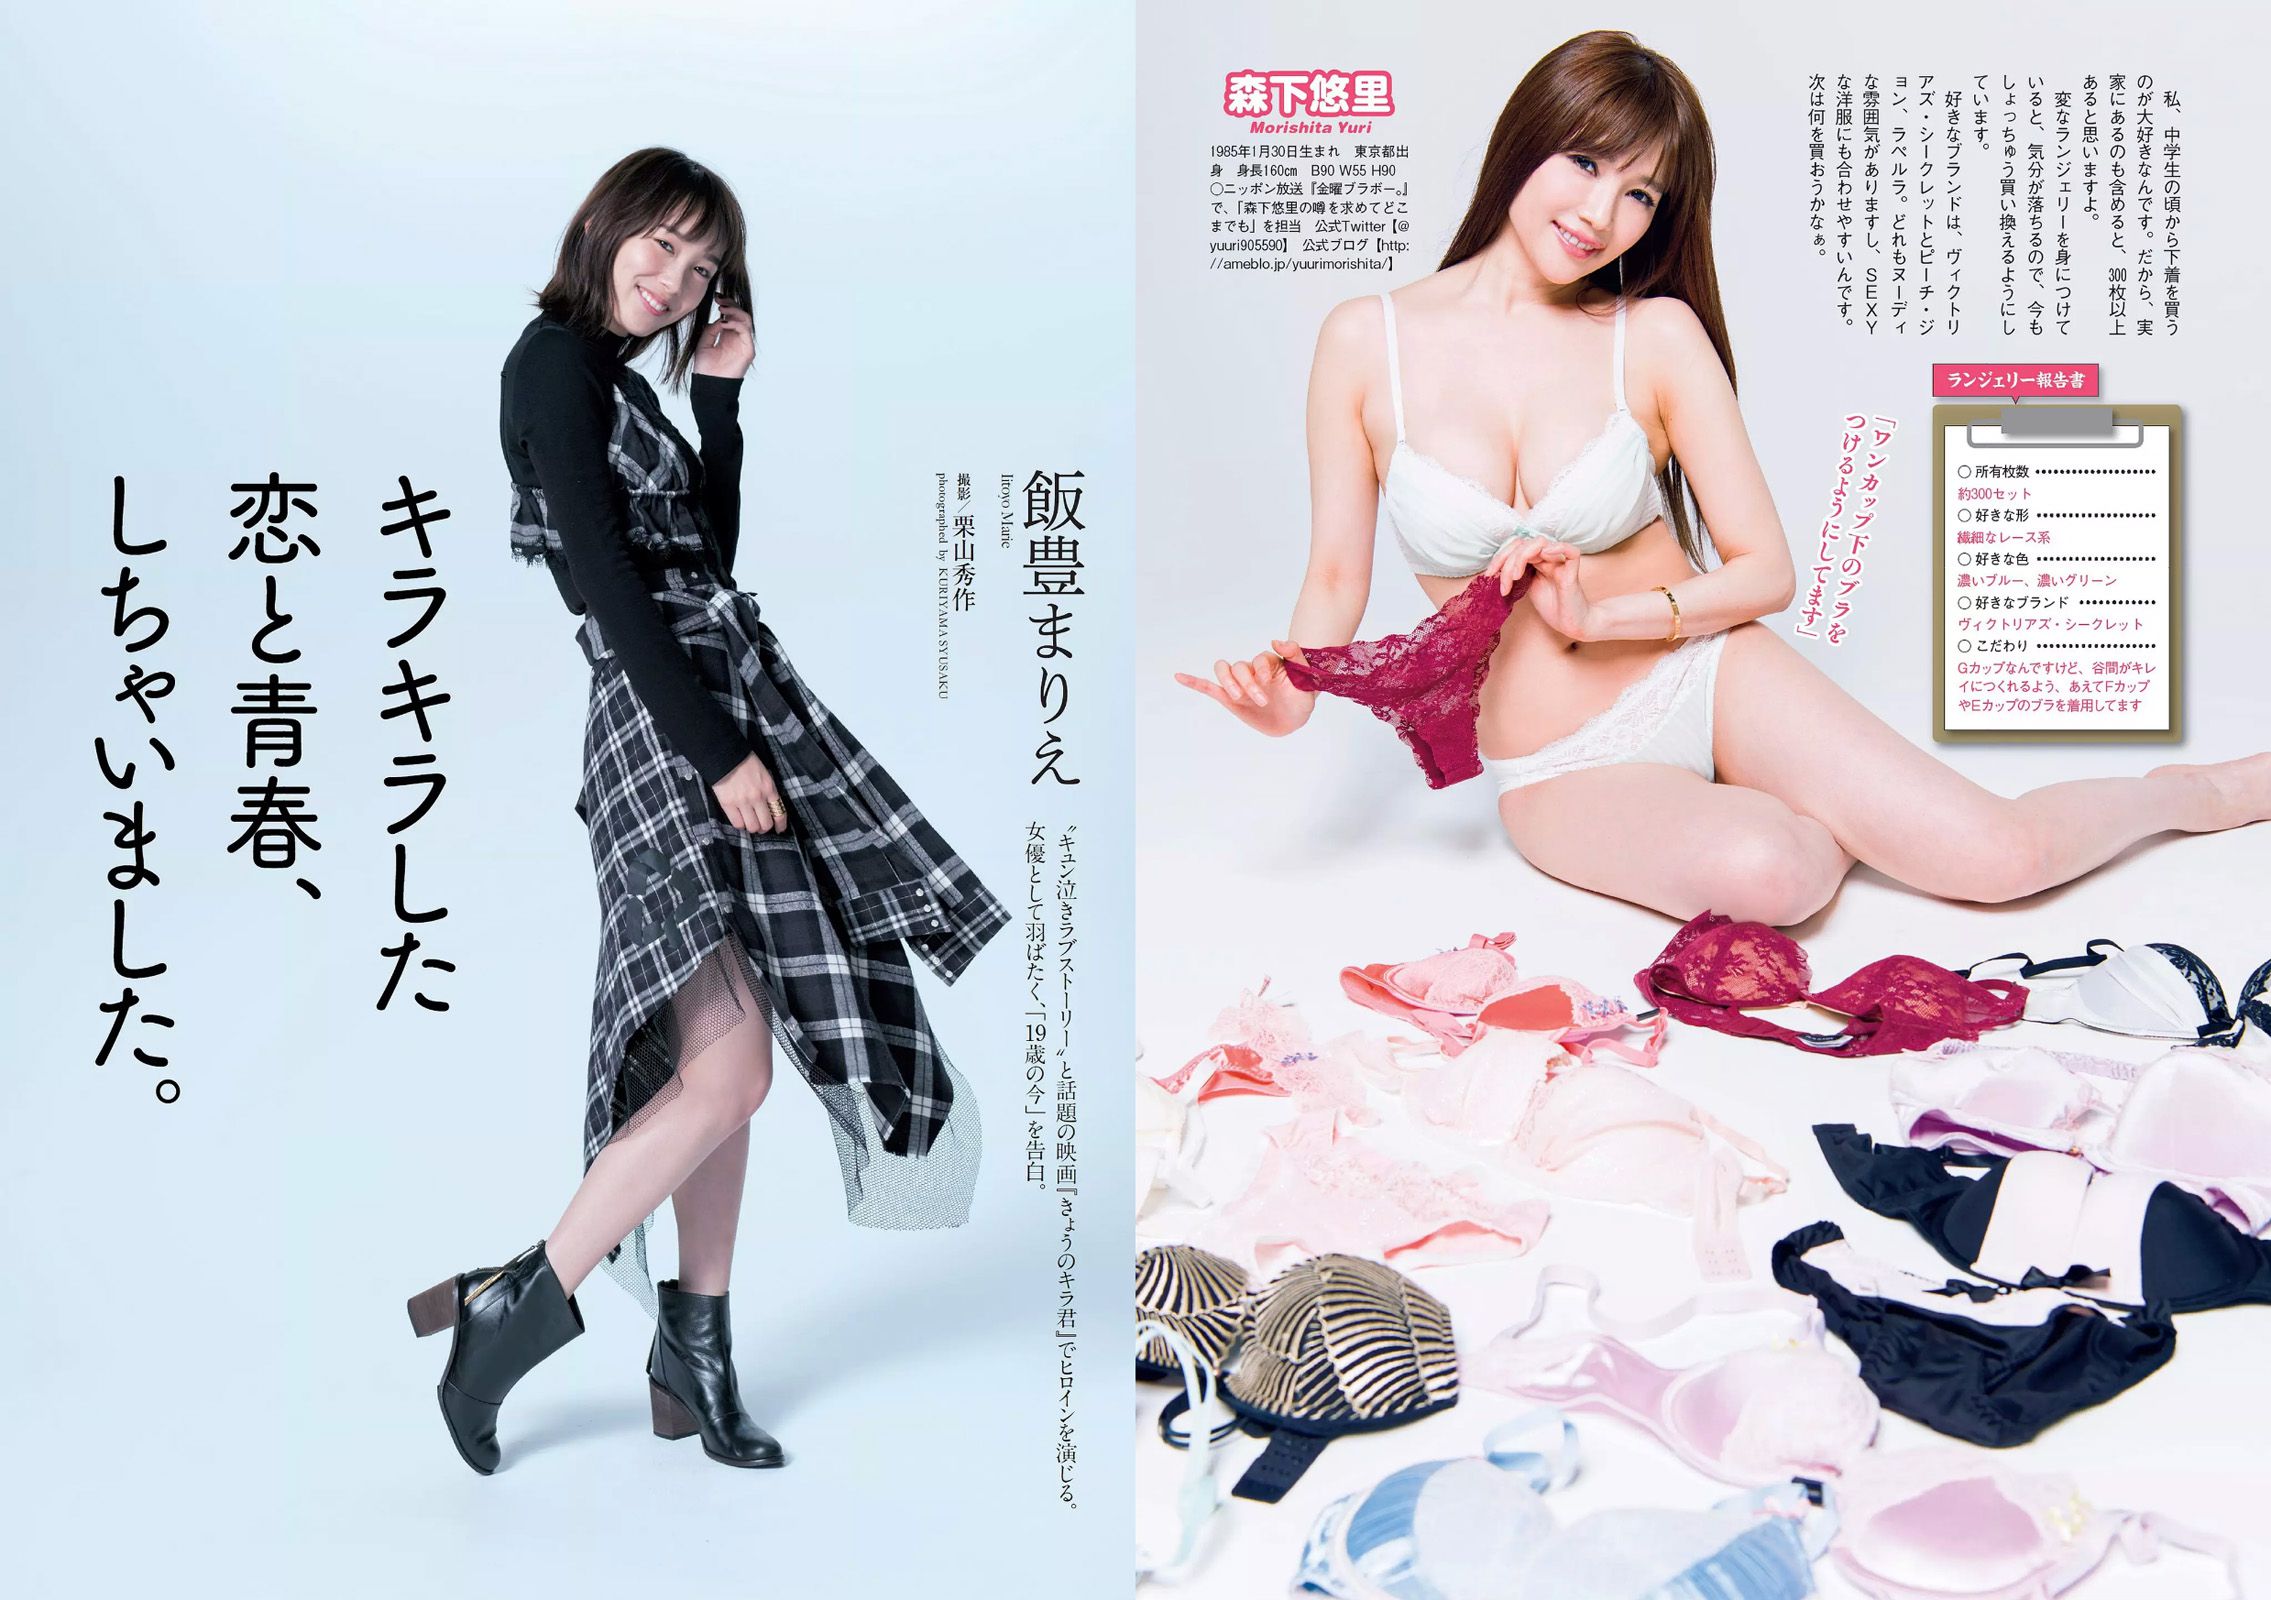 森下悠里
Morishita Yuri
1985年1月30日生まれ　東京都出
身　身長160㎝　B90 W55 H90
○ニッポン放送『金曜ブラボー。』
で、「森下悠里の噂を求めてどこ
までも」を担当　公式Twitter【@
yuuri905590】　公式ブログ【http:
//ameblo.jp/yuurimorishita/】
私、中学生の頃から下着を買う
のが大好きなんです。だから、実
家にあるのも含めると、300枚以上
あると思いますよ。
変なランジェリーを身につけて
いると、気分が落ちるので、今も
しょっちゅう買い換えるようにし
ています。
好きなブランドは、ヴィクトリ
アズ・シークレットとピーチ・ジ
ョン、ラペルラ。どれもヌーディ
な雰囲気がありますし、SEXY
な洋服にも合わせやすいんです。
次は何を買おうかなぁ。
ランジェリー報告書
○ 所有枚数
約300セット
○ 好きな形
繊細なレース系
○ 好きな色
濃いブルー、濃いグリーン
○ 好きなブランド
ヴィクトリアズ・シークレット
○ こだわり
Gカップなんですけど、谷間がキレ
イにつくれるよう、あえてFカップ
やEカップのブラを着用してます
「ワンカップ下のブラを
つけるようにしてます」
飯豊まりえ
Iitoyo Marie
撮影／栗山秀作
photographed by KURIYAMA SYUSAKU
〝キュン泣きラブストーリー〟と話題の映画『きょうのキラ君』でヒロインを演じる。
女優として羽ばたく、「19歳の今」を告白。
キラキラした
恋と青春、
しちゃいました。